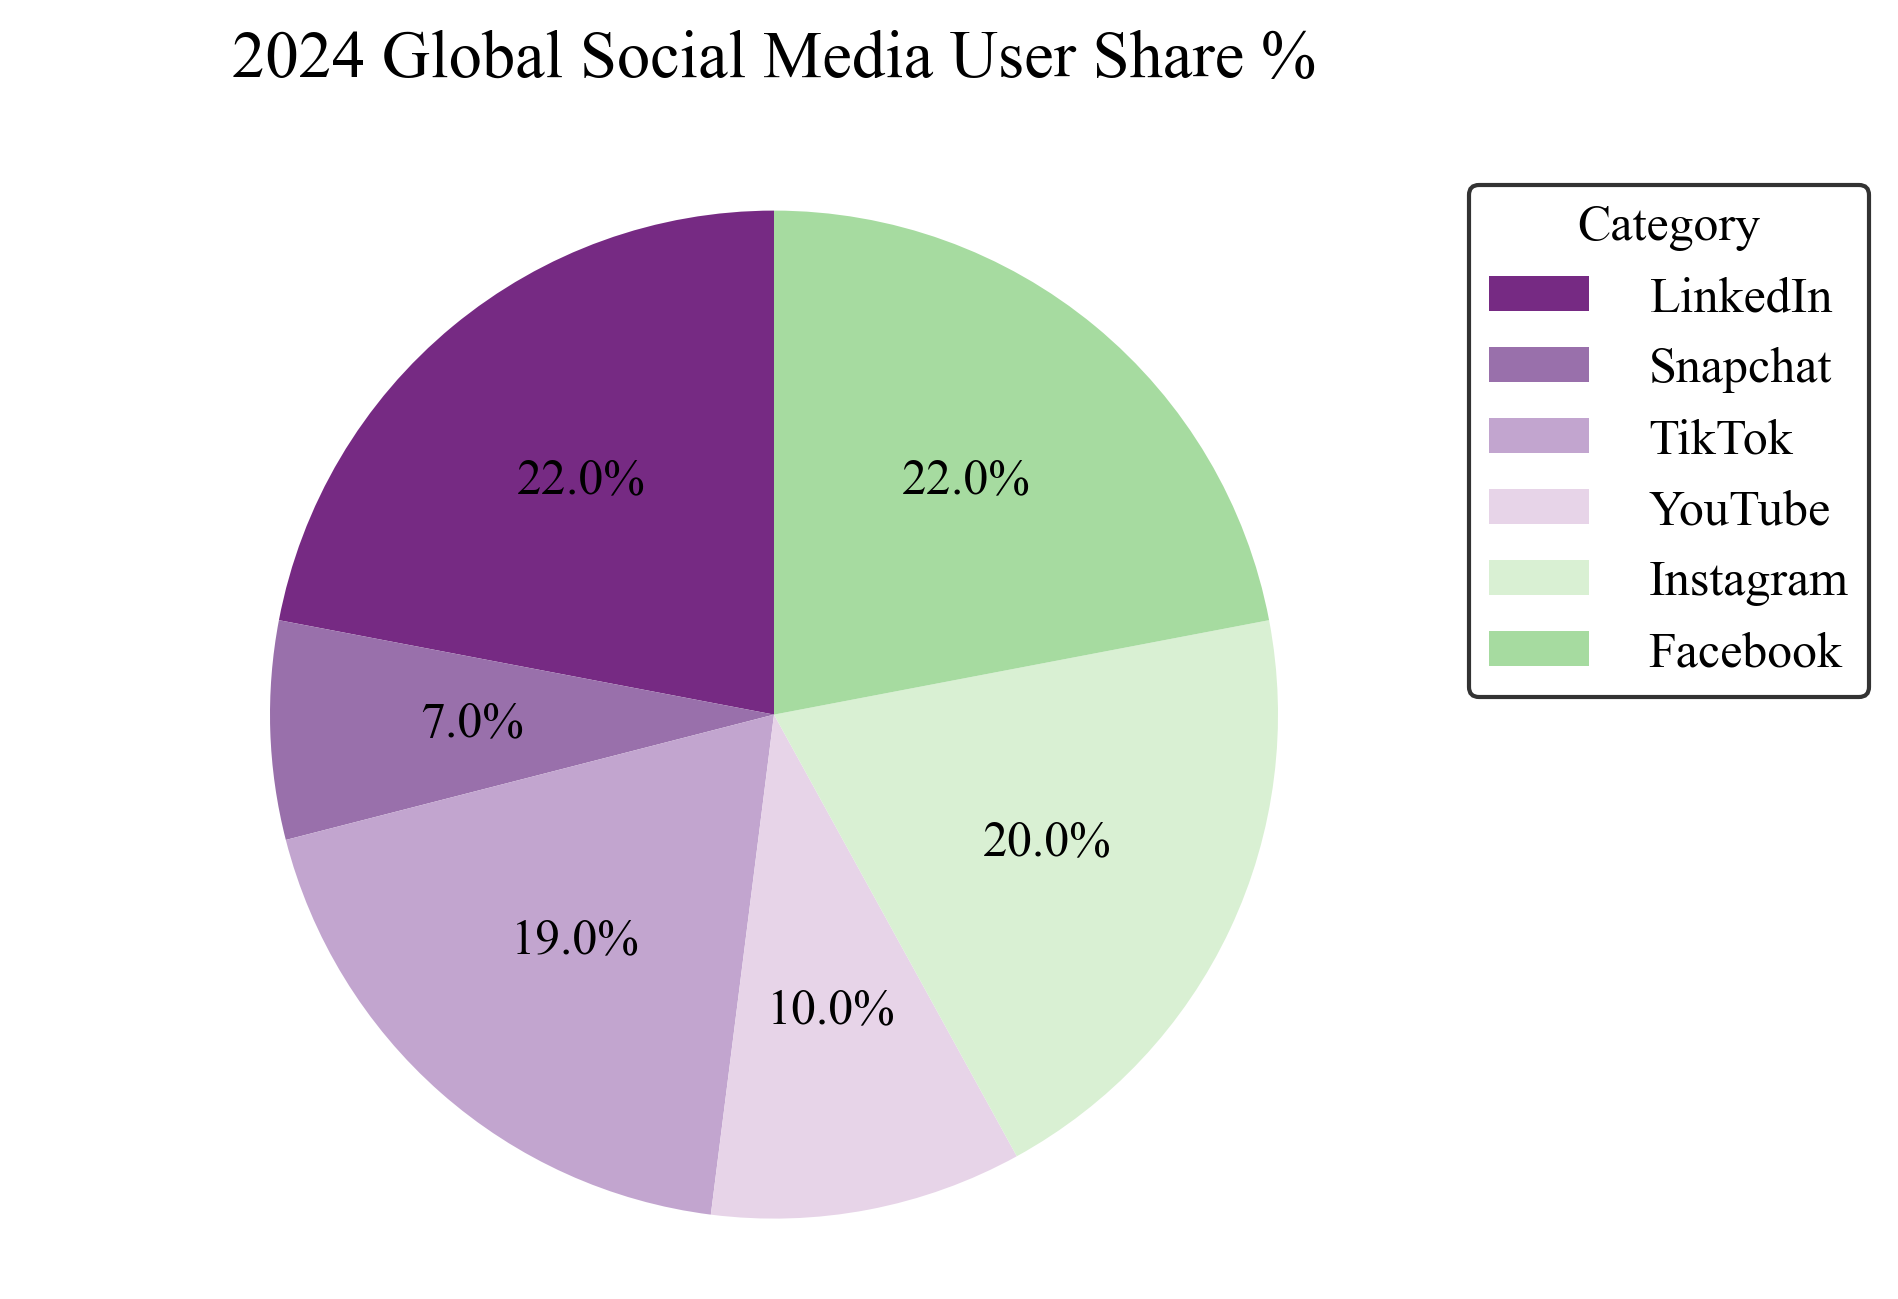 2024 Global Social Media User Share %
22.0%
22.0%
7.0%
20.0%
19.0%
10.0%
Category
LinkedIn
Snapchat
TikTok
YouTube
Instagram
Facebook